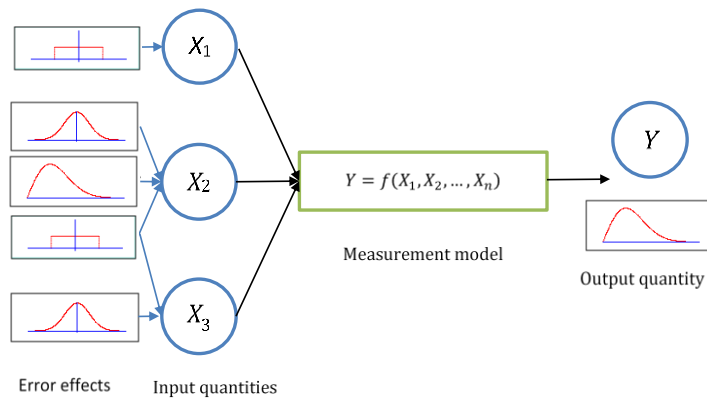 X₁
X₂
X₃
Y = f(X₁, X₂, …, Xₙ)
Y
Measurement model
Output quantity
Error effects
Input quantities